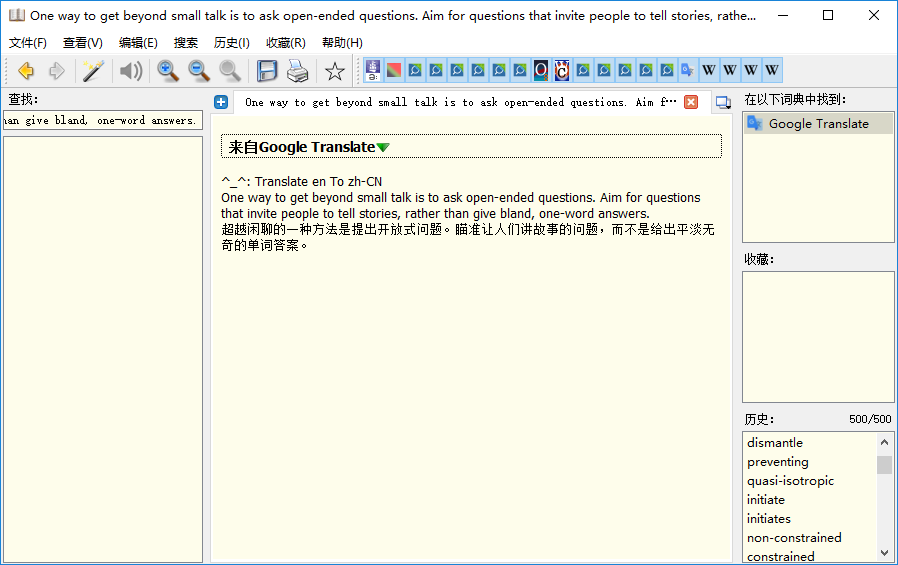 One way to get beyond small talk is to ask open-ended questions. Aim for questions that invite people to tell stories, rathe...
文件(F) 查看(V) 编辑(E) 搜索 历史(I) 收藏(R) 帮助(H)
查找:
han give bland, one-word answers.
One way to get beyond small talk is to ask open-ended questions. Aim f...
来自Google Translate
^_^: Translate en To zh-CN
One way to get beyond small talk is to ask open-ended questions. Aim for questions
that invite people to tell stories, rather than give bland, one-word answers.
超越闲聊的一种方法是提出开放式问题。瞄准让人们讲故事的问题，而不是给出平淡无
奇的单词答案。
在以下词典中找到:
Google Translate
收藏:
历史: 500/500
dismantle
preventing
quasi-isotropic
initiate
initiates
non-constrained
constrained